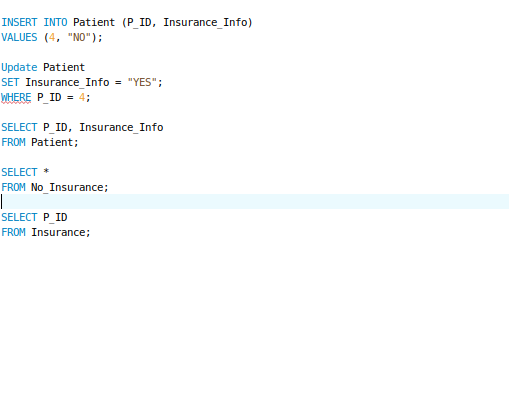 INSERT INTO Patient (P_ID, Insurance_Info)
VALUES (4, "NO");
Update Patient
SET Insurance_Info = "YES";
WHERE P_ID = 4;
SELECT P_ID, Insurance_Info
FROM Patient;
SELECT *
FROM No_Insurance;
SELECT P_ID
FROM Insurance;